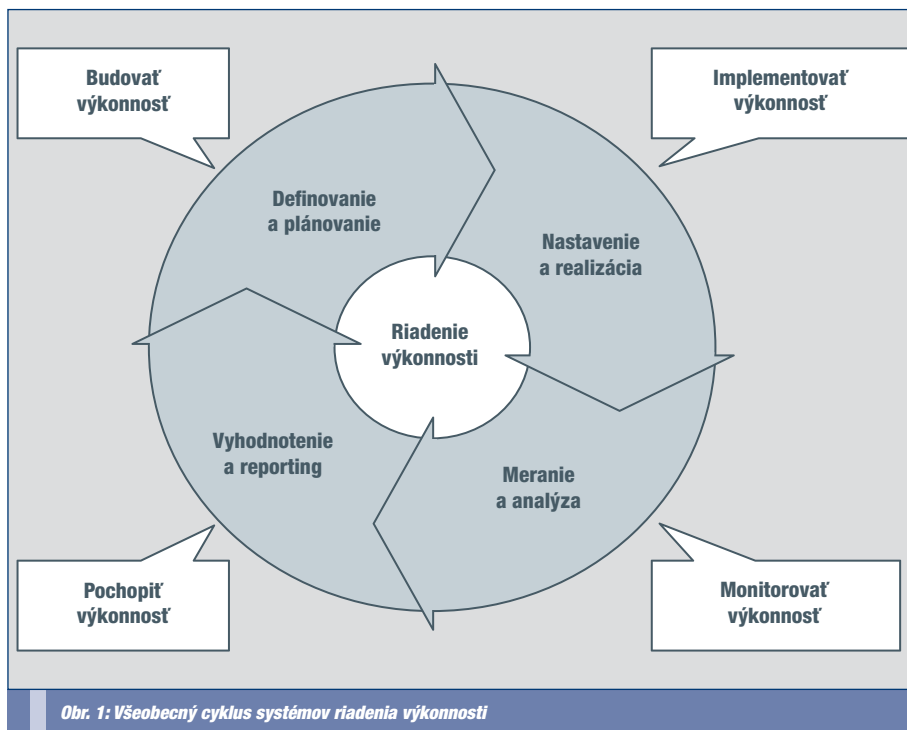 Budovať
výkonnosť
Implementovať
výkonnosť
Definovanie
a plánovanie
Nastavenie
a realizácia
Riadenie
výkonnosti
Vyhodnotenie
a reporting
Meranie
a analýza
Pochopiť
výkonnosť
Monitorovať
výkonnosť
Obr. 1: Všeobecný cyklus systémov riadenia výkonnosti